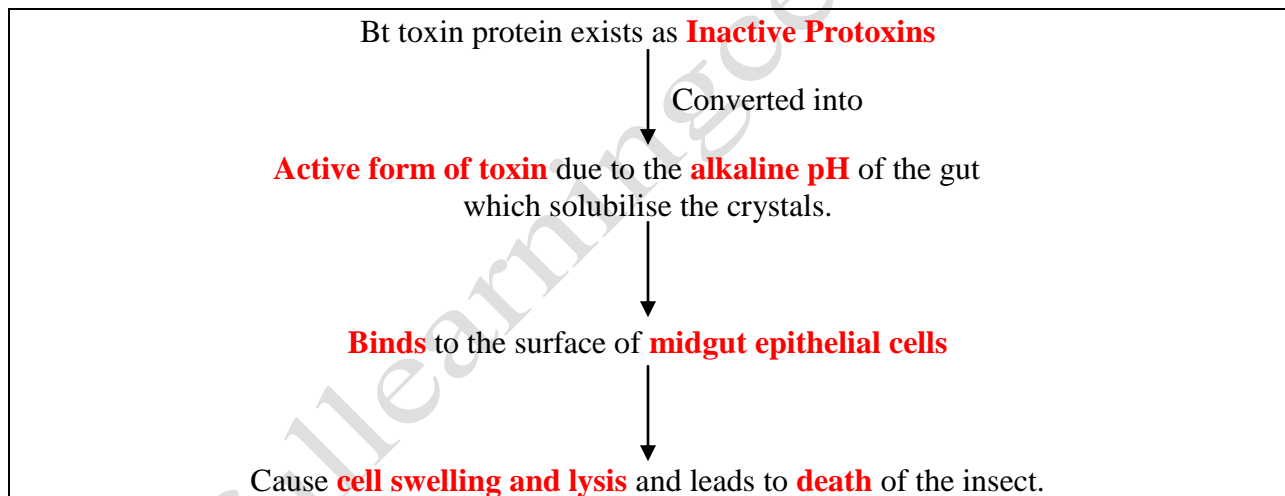 Bt toxin protein exists as Inactive Protoxins
Converted into
Active form of toxin due to the alkaline pH of the gut
which solubilise the crystals.
Binds to the surface of midgut epithelial cells
Cause cell swelling and lysis and leads to death of the insect.